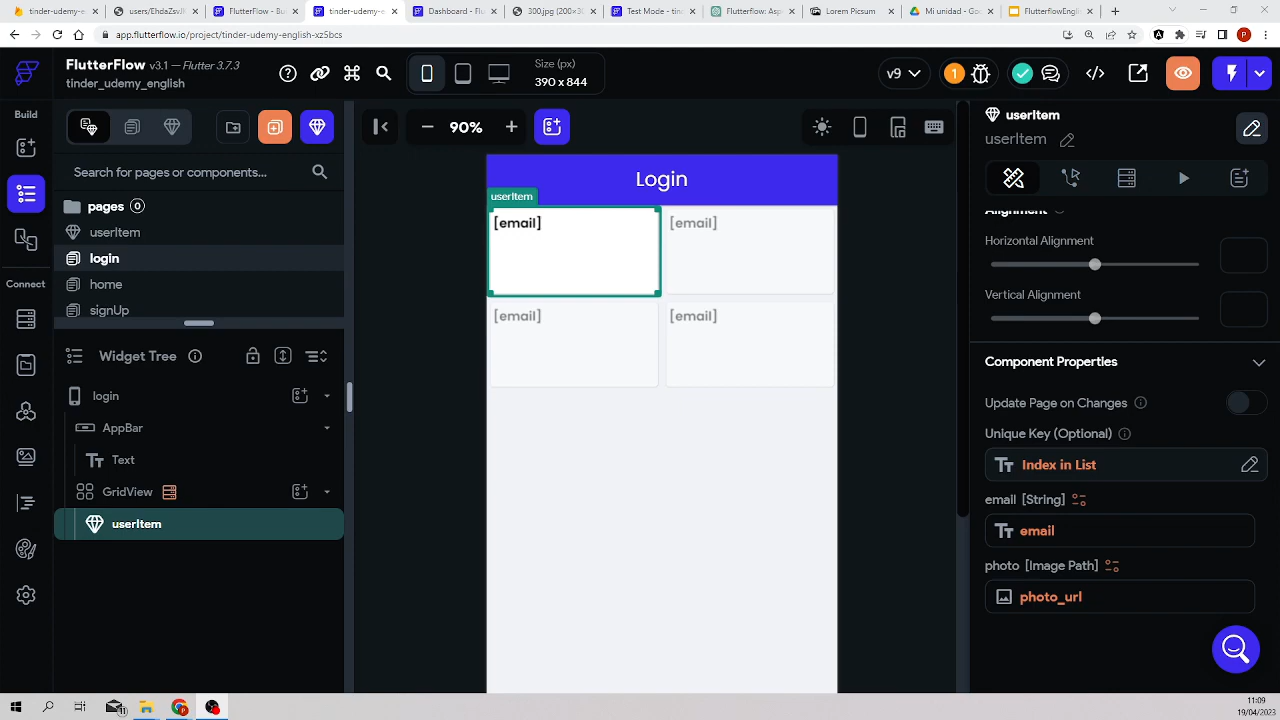 tinder-udemy-e
users/EhdaZsvlI
FlutterFlow - Bu
tinder-udemy-e
Dashboard - Flu
300.jpg (200×3
Test Mode - tind
Flutterflow: Asp
Lorem Picsum
Mi unidad - Goo
FlutterflowEngli
app.flutterflow.io/project/tinder-udemy-english-xz5bcs
P
FlutterFlow v3.1 - Flutter 3.7.3
tinder_udemy_english
Size (px)
390 x 844
v9
1
Build
90%
userItem
userItem
Search for pages or components...
pages 0
userItem
login
home
signUp
Connect
Widget Tree
login
AppBar
Text
GridView
userItem
Login
userItem
[email]
[email]
[email]
[email]
Alignment
Horizontal Alignment
Vertical Alignment
Component Properties
Update Page on Changes
Unique Key (Optional)
Index in List
email [String]
email
photo [Image Path]
photo_url
11:09
19/04/2023